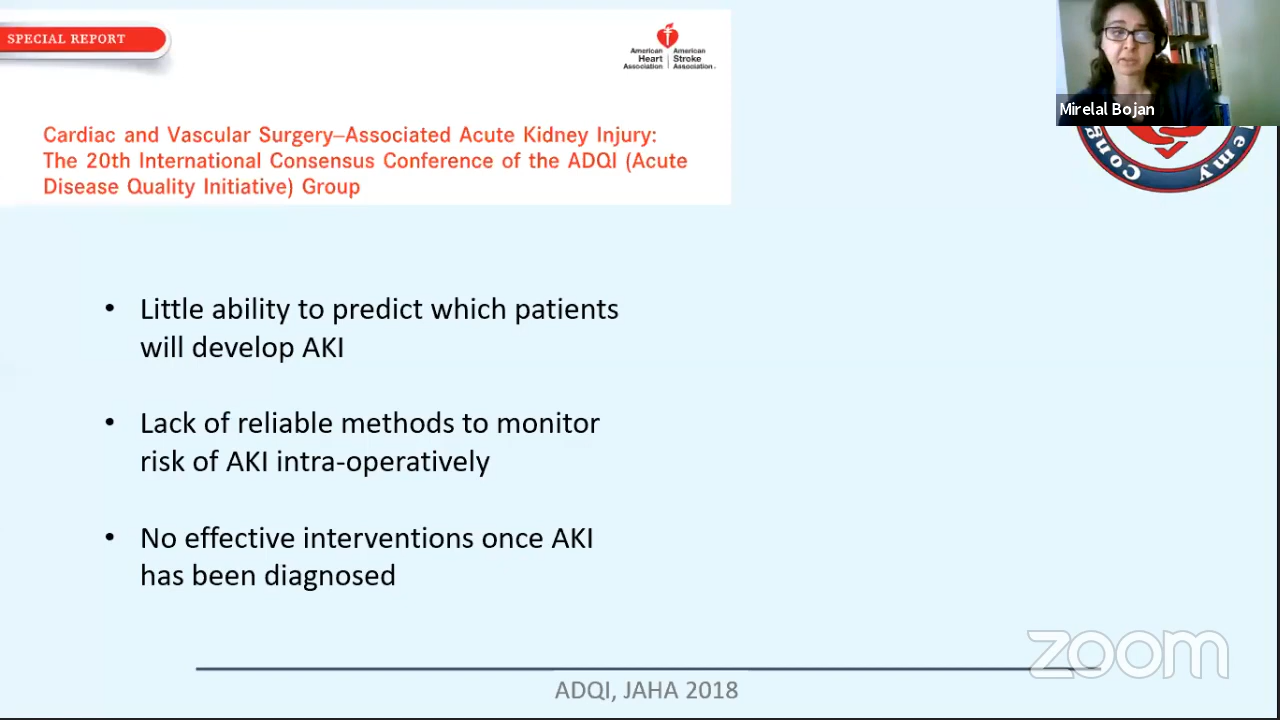 SPECIAL REPORT
American Heart Association
American Stroke Association.
Mirelal Bojan
Cardiac and Vascular Surgery–Associated Acute Kidney Injury:
The 20th International Consensus Conference of the ADQI (Acute
Disease Quality Initiative) Group
• Little ability to predict which patients
will develop AKI
• Lack of reliable methods to monitor
risk of AKI intra-operatively
• No effective interventions once AKI
has been diagnosed
zoom
ADQI, JAHA 2018